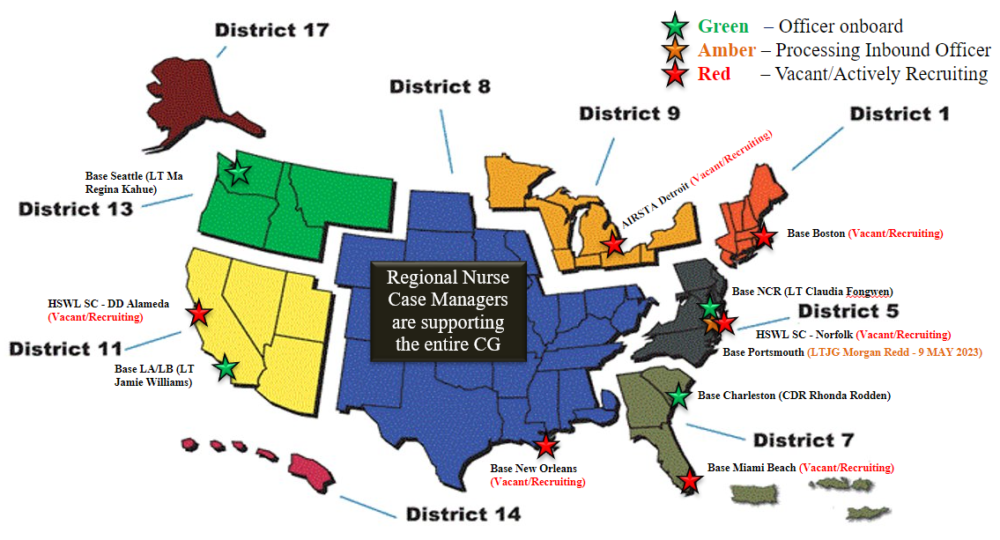 District 17
Green – Officer onboard
Amber – Processing Inbound Officer
Red – Vacant/Actively Recruiting
District 8
District 9
District 1
AIRSTA Detroit (Vacant/Recruiting)
Base Seattle (LT Ma
Regina Kahue)
District 13
Base Boston (Vacant/Recruiting)
Regional Nurse
Case Managers
are supporting
the entire CG
HSWL SC - DD Alameda
(Vacant/Recruiting)
District 11
Base LA/LB (LT
Jamie Williams)
Base NCR (LT Claudia Fongwen)
District 5
HSWL SC - Norfolk (Vacant/Recruiting)
Base Portsmouth (LTJG Morgan Redd - 9 MAY 2023)
Base Charleston (CDR Rhonda Rodden)
District 7
Base New Orleans
(Vacant/Recruiting)
Base Miami Beach (Vacant/Recruiting)
District 14